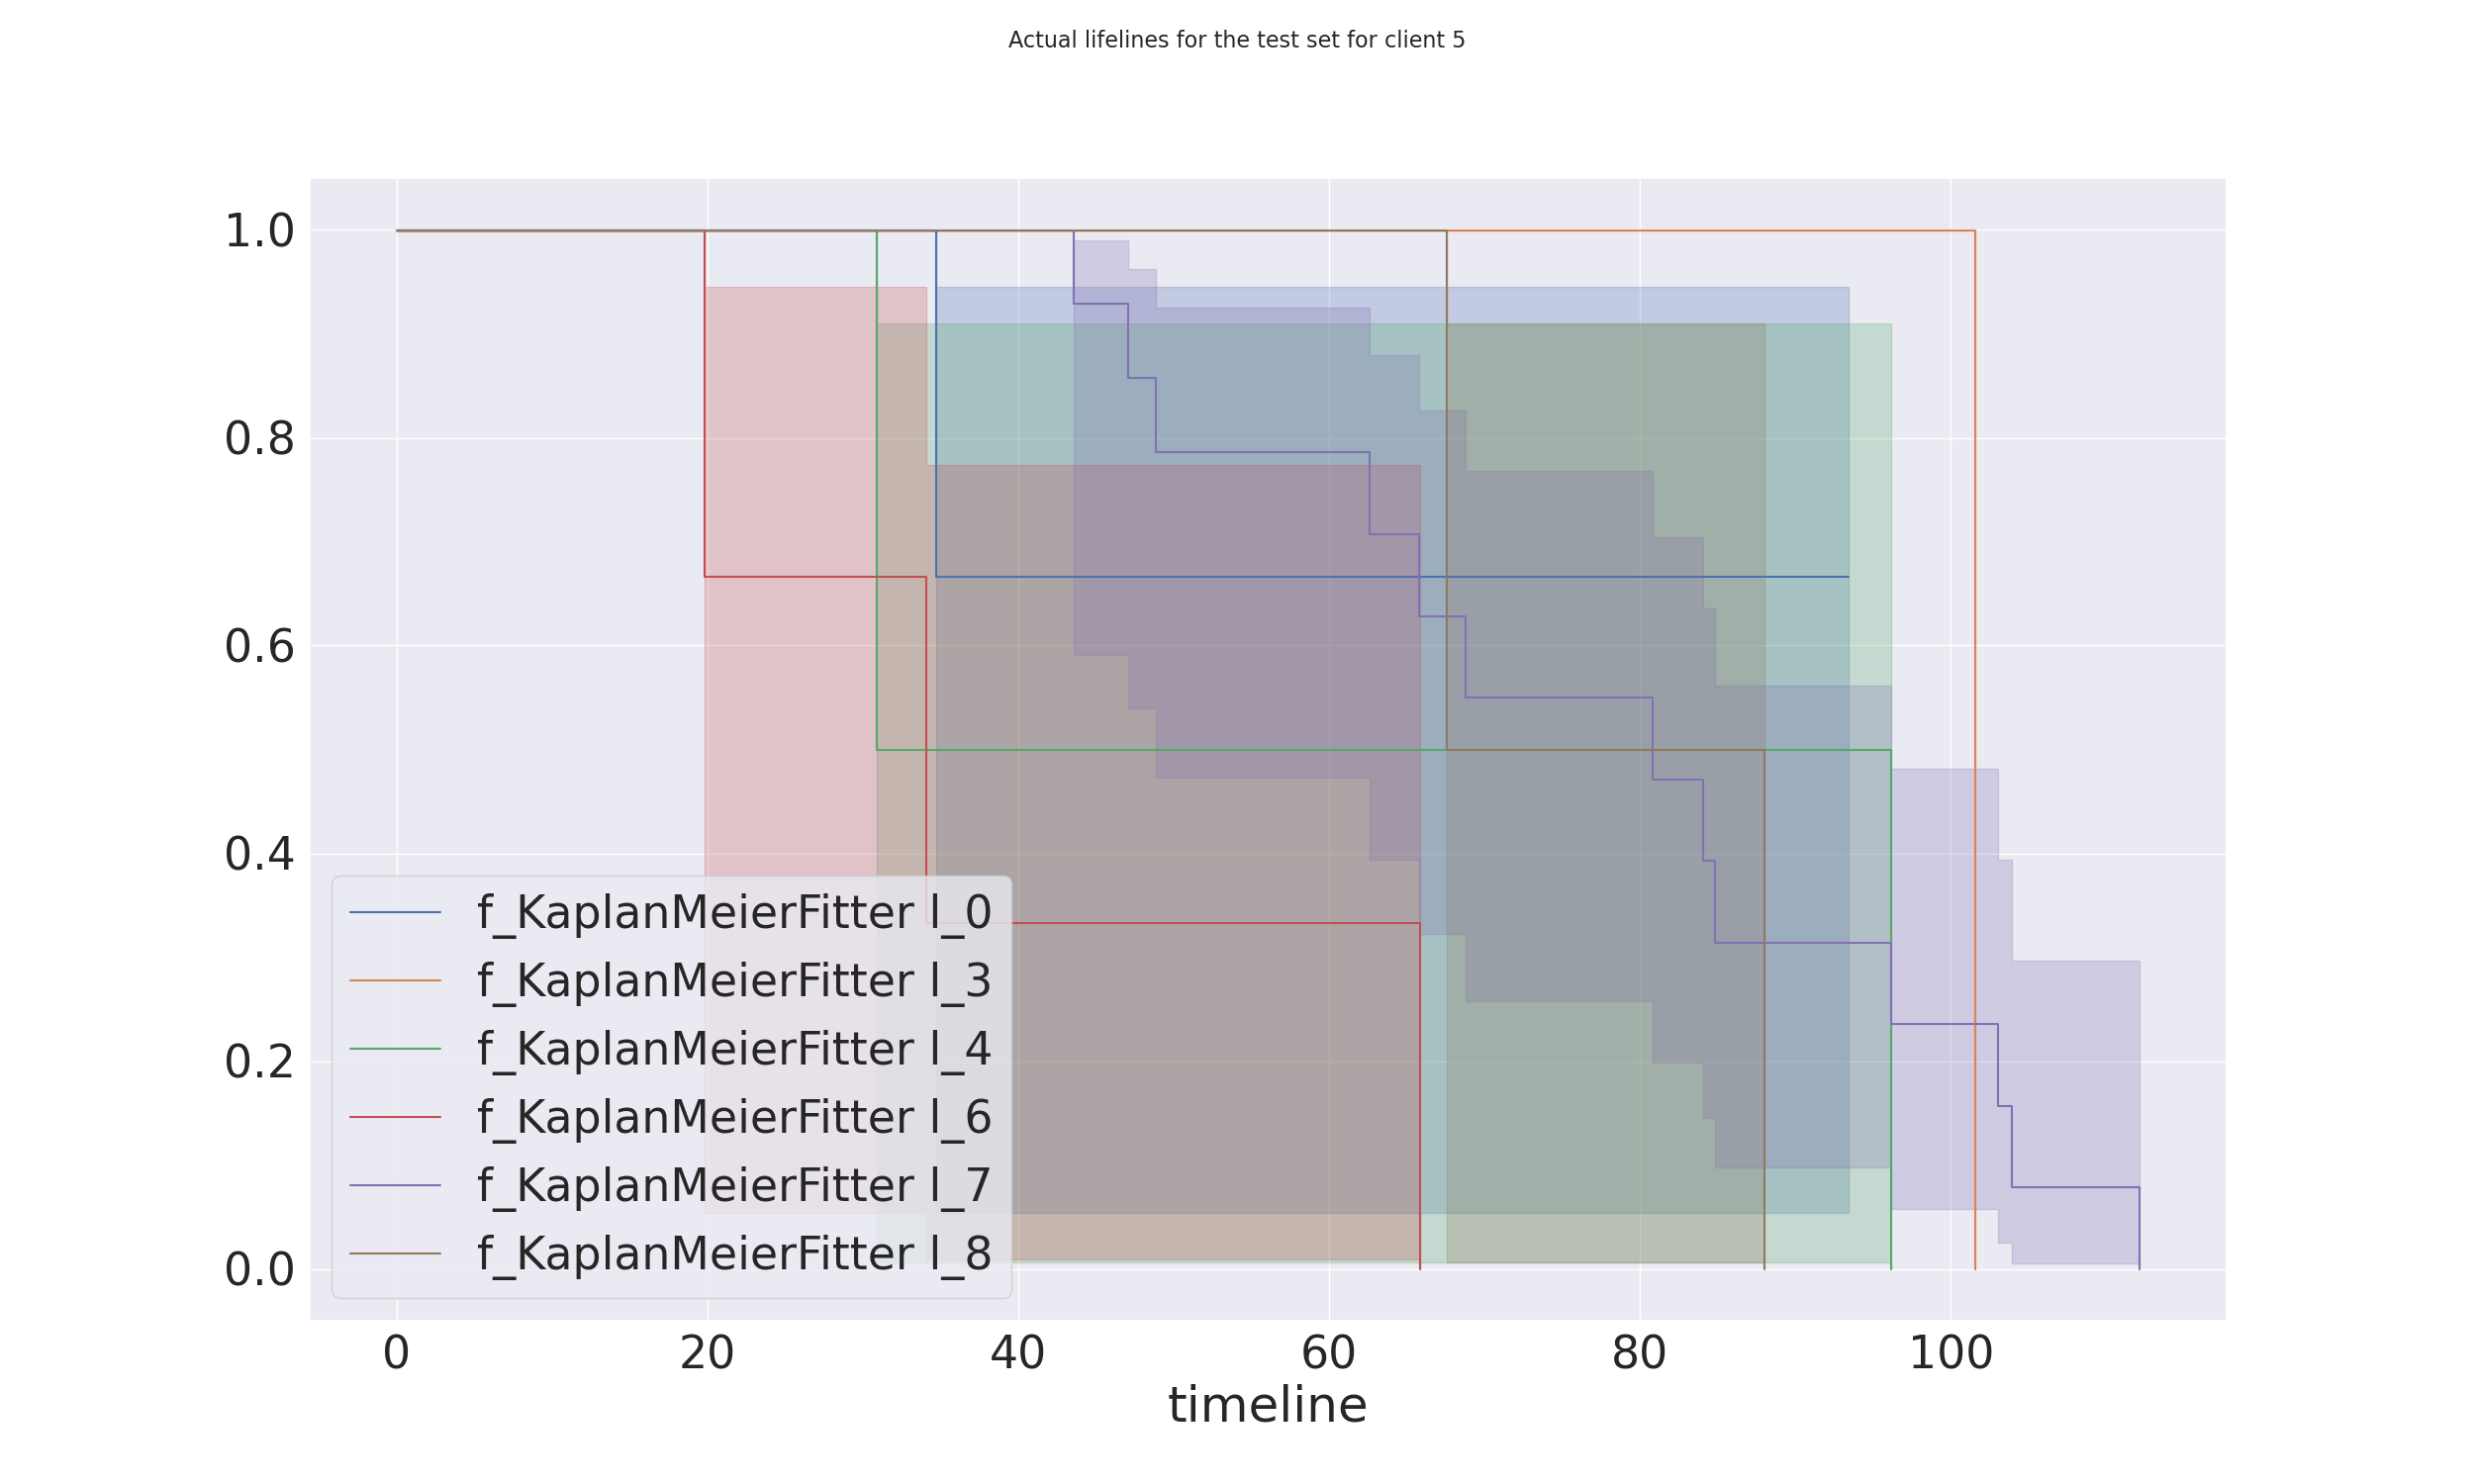 Actual lifelines for the test set for client 5
1.0
0.8
0.6
0.4
0.2
0.0
f_KaplanMeierFitter l_0
f_KaplanMeierFitter l_3
f_KaplanMeierFitter l_4
f_KaplanMeierFitter l_6
f_KaplanMeierFitter l_7
f_KaplanMeierFitter l_8
0 20 40 60 80 100
timeline